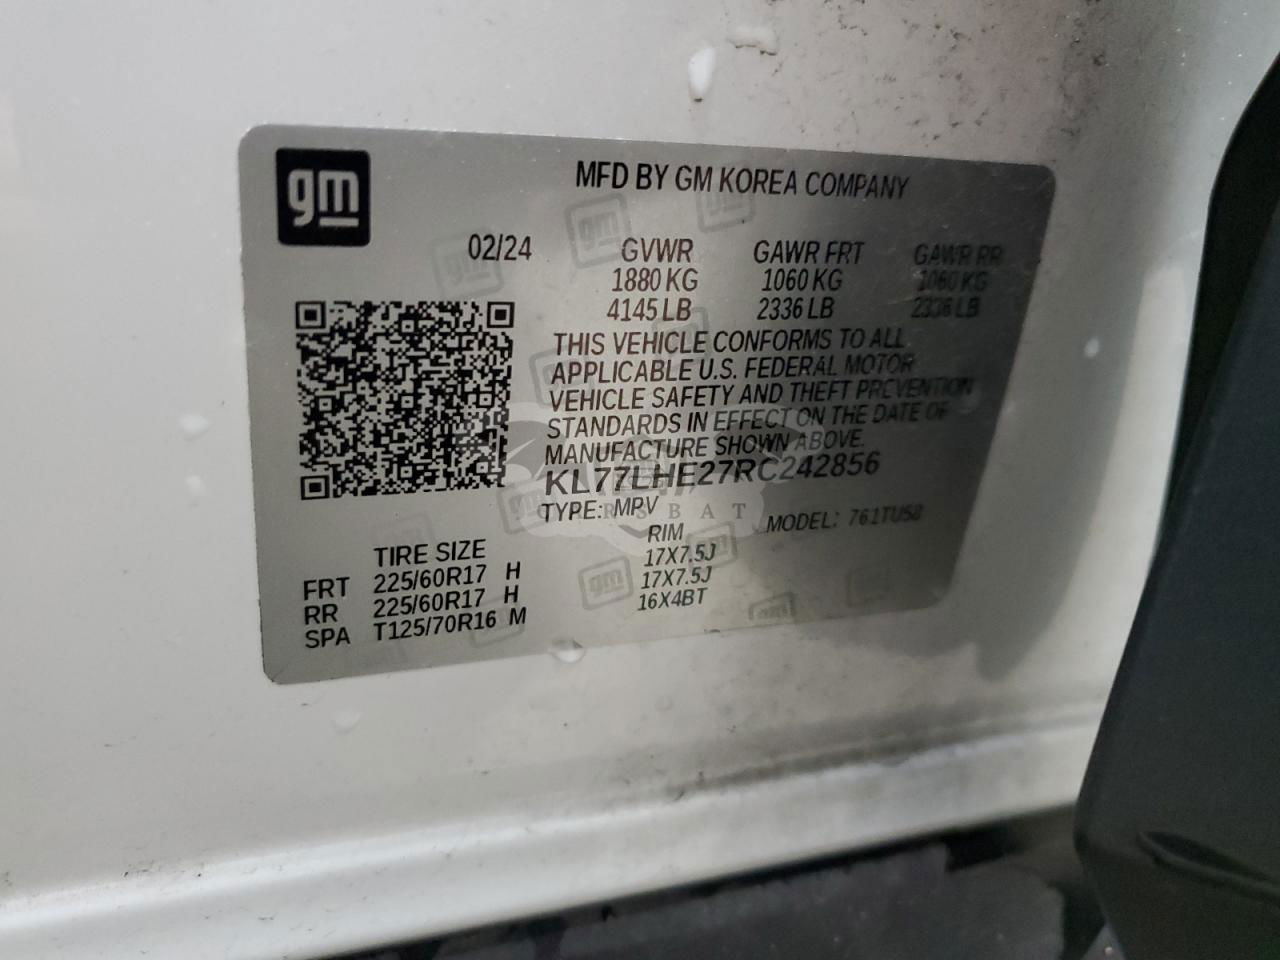 gm
MFD BY GM KOREA COMPANY
02/24 GVWR GAWR FRT GAWR RR
1880 KG 1060 KG 1060 KG
4145 LB 2336 LB 2336 LB
THIS VEHICLE CONFORMS TO ALL
APPLICABLE U.S. FEDERAL MOTOR
VEHICLE SAFETY AND THEFT PREVENTION
STANDARDS IN EFFECT ON THE DATE OF
MANUFACTURE SHOWN ABOVE.
KL77LHE27RC242856
TYPE: MPV MODEL: 761TU58
TIRE SIZE RIM
FRT 225/60R17 H 17X7.5J
RR 225/60R17 H 17X7.5J
SPA T125/70R16 M 16X4BT